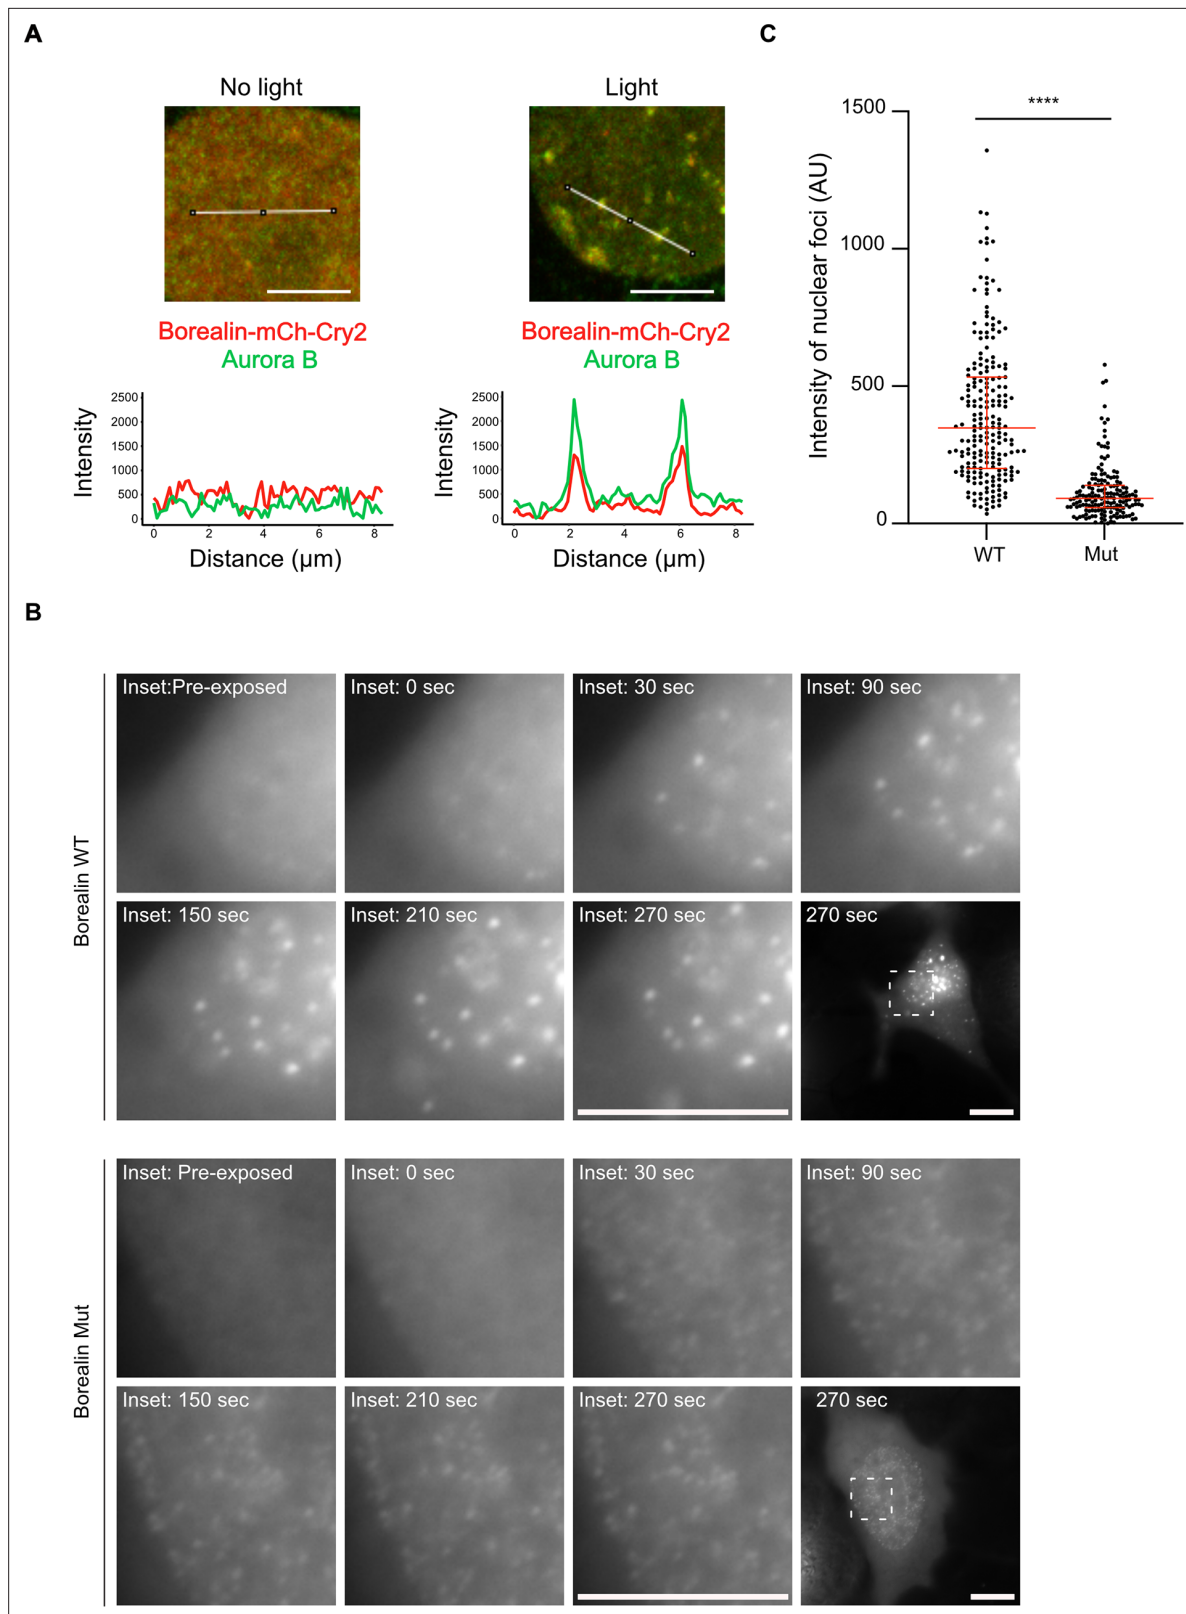 A
C
No light
Light
Borealin-mCh-Cry2
Aurora B
Borealin-mCh-Cry2
Aurora B
Intensity
2500
2000
1500
1000
500
0
0 2 4 6 8
Distance (µm)
Intensity
2500
2000
1500
1000
500
0
0 2 4 6 8
Distance (µm)
Intensity of nuclear foci (AU)
1500
1000
500
0
****
WT Mut
B
Borealin WT
Inset:Pre-exposed
Inset: 0 sec
Inset: 30 sec
Inset: 90 sec
Inset: 150 sec
Inset: 210 sec
Inset: 270 sec
270 sec
Borealin Mut
Inset: Pre-exposed
Inset: 0 sec
Inset: 30 sec
Inset: 90 sec
Inset: 150 sec
Inset: 210 sec
Inset: 270 sec
270 sec